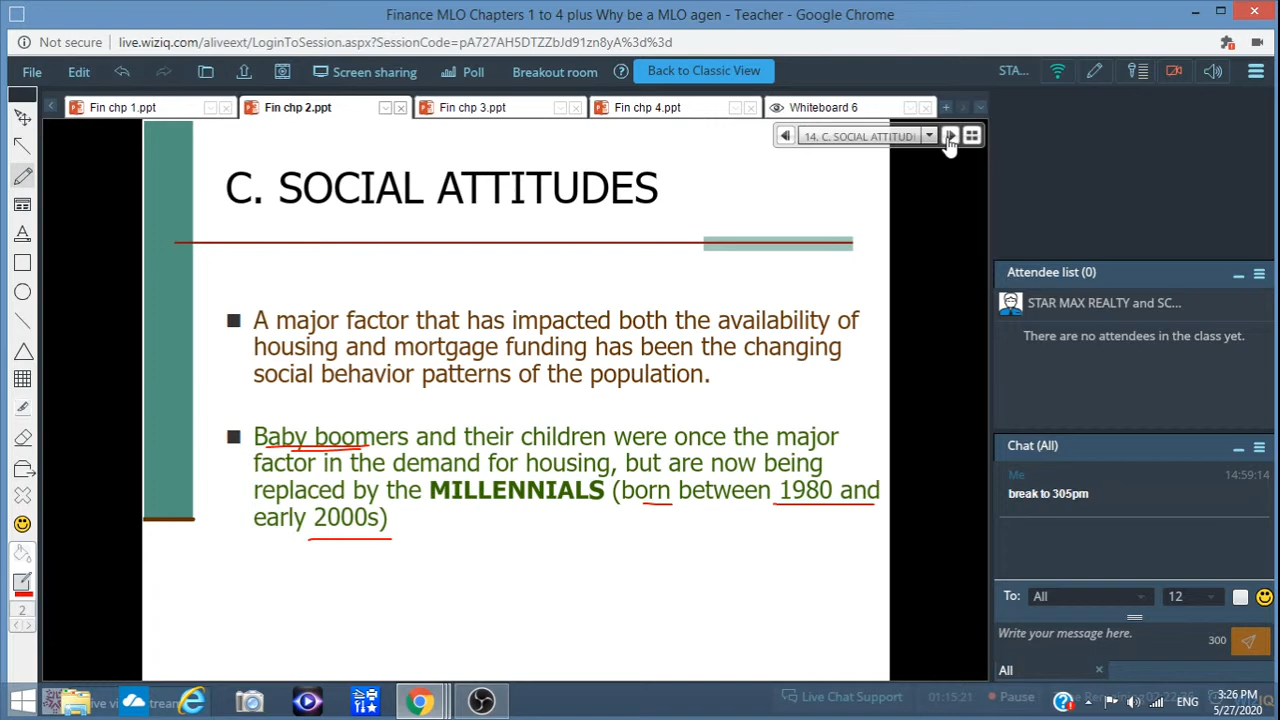 Finance MLO Chapters 1 to 4 plus Why be a MLO agen - Teacher - Google Chrome
Not secure live.wiziq.com/aliveext/LoginToSession.aspx?SessionCode=pA727AH5DTZZbJd91zn8yA%3d%3d
File Edit Screen sharing Poll Breakout room Back to Classic View STA...
Fin chp 1.ppt Fin chp 2.ppt Fin chp 3.ppt Fin chp 4.ppt Whiteboard 6
14. C. SOCIAL ATTITUDI
C. SOCIAL ATTITUDES
A major factor that has impacted both the availability of
housing and mortgage funding has been the changing
social behavior patterns of the population.
Baby boomers and their children were once the major
factor in the demand for housing, but are now being
replaced by the MILLENNIALS (born between 1980 and
early 2000s)
Attendee list (0)
STAR MAX REALTY and SC...
There are no attendees in the class yet.
Chat (All)
Me 14:59:14
break to 305pm
To: All 12
Write your message here. 300
All
2
Live Chat Support 01:15:21 Pause
ENG 3:26 PM
5/27/2020